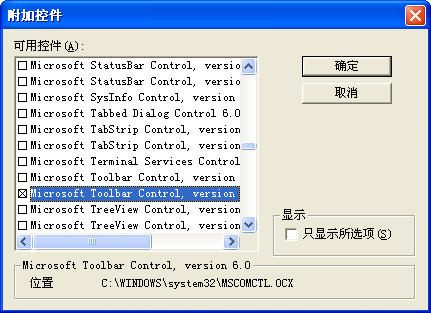 附加控件
可用控件(A):
Microsoft StatusBar Control, version
Microsoft StatusBar Control, version
Microsoft SysInfo Control, version
Microsoft Tabbed Dialog Control 6.0
Microsoft TabStrip Control, version
Microsoft TabStrip Control, version
Microsoft Terminal Services Control
Microsoft Toolbar Control, version
Microsoft Toolbar Control, version
Microsoft TreeView Control, version
Microsoft TreeView Control, version
确定
取消
显示
只显示所选项(S)
Microsoft Toolbar Control, version 6.0
位置 C:\WINDOWS\system32\MSCOMCTL.OCX